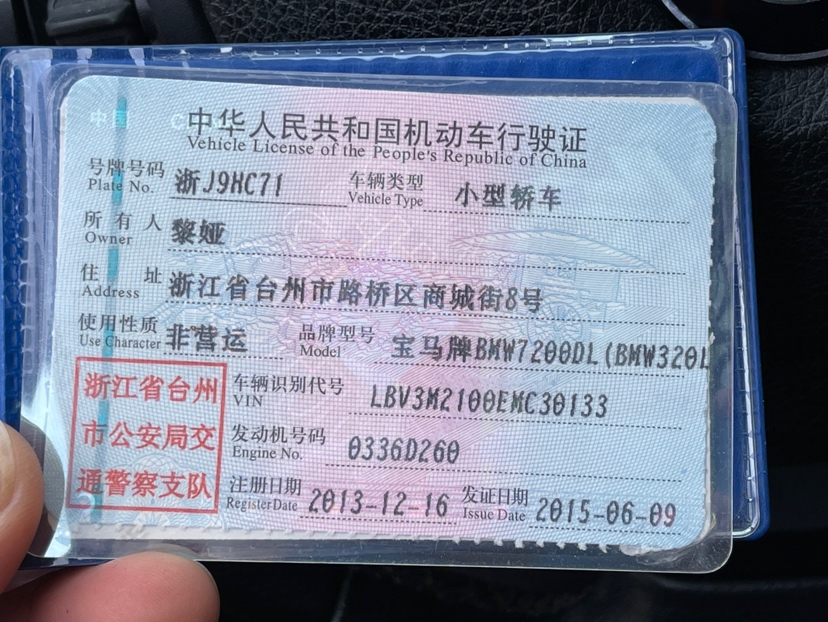 中华人民共和国机动车行驶证
Vehicle License of the People's Republic of China
号牌号码 浙J9HC71 车辆类型 小型轿车
Plate No. Vehicle Type
所有人 黎娅
Owner
住址 浙江省台州市路桥区商城街8号
Address
使用性质 非营运 品牌型号 宝马牌BMW7200DL(BMW320L
Use Character Model
浙江省台州
市公安局交
通警察支队
车辆识别代号 LBV3M2100EMC30133
VIN
发动机号码 0336D260
Engine No.
注册日期 2013-12-16 发证日期 2015-06-09
Register Date Issue Date